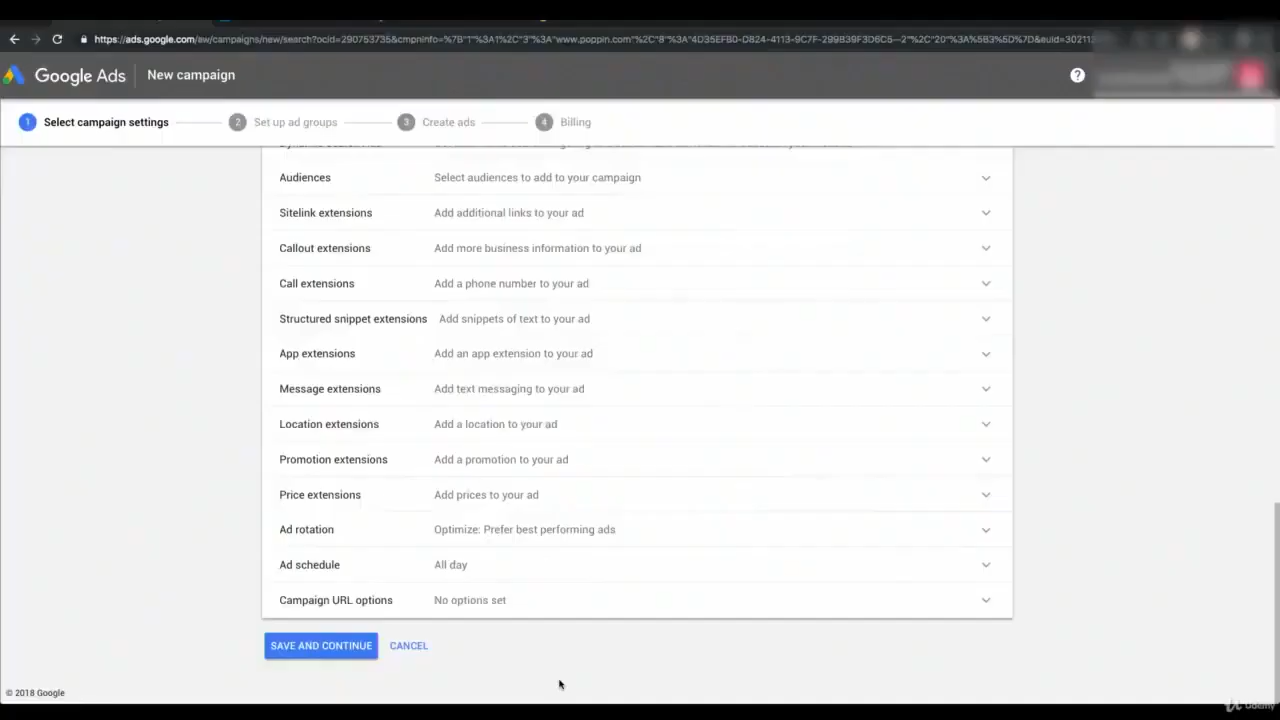 https://ads.google.com/aw/campaigns/new/search?ocid=290753735&cmpninfo=%7B"1"%3A1%2C"3"%3A"www.poppin.com"%2C"8"%3A"4D35EFB0-D824-4113-9C7F-299B39F3D6C5--2"%2C"20"%3A%5B3%5D%7D&euid=30211
Google Ads New campaign ?
1 Select campaign settings 2 Set up ad groups 3 Create ads 4 Billing
Audiences Select audiences to add to your campaign
Sitelink extensions Add additional links to your ad
Callout extensions Add more business information to your ad
Call extensions Add a phone number to your ad
Structured snippet extensions Add snippets of text to your ad
App extensions Add an app extension to your ad
Message extensions Add text messaging to your ad
Location extensions Add a location to your ad
Promotion extensions Add a promotion to your ad
Price extensions Add prices to your ad
Ad rotation Optimize: Prefer best performing ads
Ad schedule All day
Campaign URL options No options set
SAVE AND CONTINUE CANCEL
© 2018 Google
Udemy